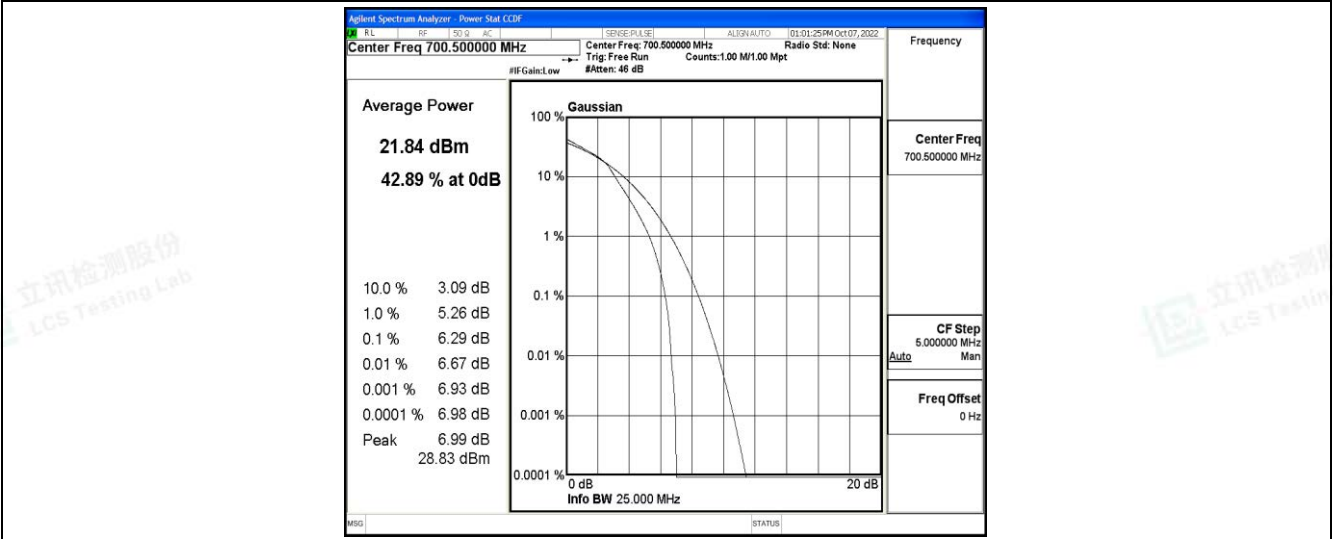 Agilent Spectrum Analyzer - Power Stat CCDF
RL RF 50 Ω AC SENSE:PULSE ALIGN AUTO 01:01:25 PM Oct 07, 2022
Center Freq 700.500000 MHz
Center Freq: 700.500000 MHz Radio Std: None
Trig: Free Run Counts:1.00 M/1.00 Mpt
#IFGain:Low #Atten: 46 dB
Frequency
Average Power
21.84 dBm
42.89 % at 0dB
10.0 % 3.09 dB
1.0 % 5.26 dB
0.1 % 6.29 dB
0.01 % 6.67 dB
0.001 % 6.93 dB
0.0001 % 6.98 dB
Peak 6.99 dB
28.83 dBm
Gaussian
100 %
10 %
1 %
0.1 %
0.01 %
0.001 %
0.0001 %
0 dB 20 dB
Info BW 25.000 MHz
Center Freq
700.500000 MHz
CF Step
5.000000 MHz
Auto Man
Freq Offset
0 Hz
MSG STATUS
立讯检测股份
LCS Testing Lab
立讯检测
LCS Testin